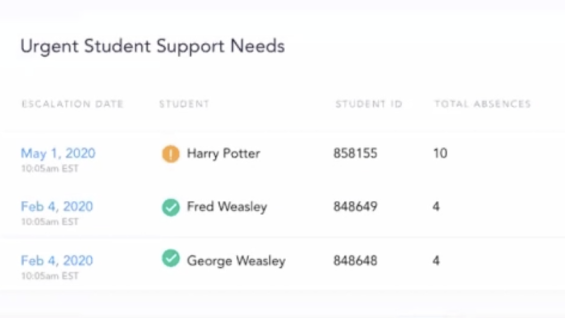 Urgent Student Support Needs
ESCALATION DATE STUDENT STUDENT ID TOTAL ABSENCES
May 1, 2020 Harry Potter 858155 10
10:05am EST
Feb 4, 2020 Fred Weasley 848649 4
10:05am EST
Feb 4, 2020 George Weasley 848648 4
10:05am EST